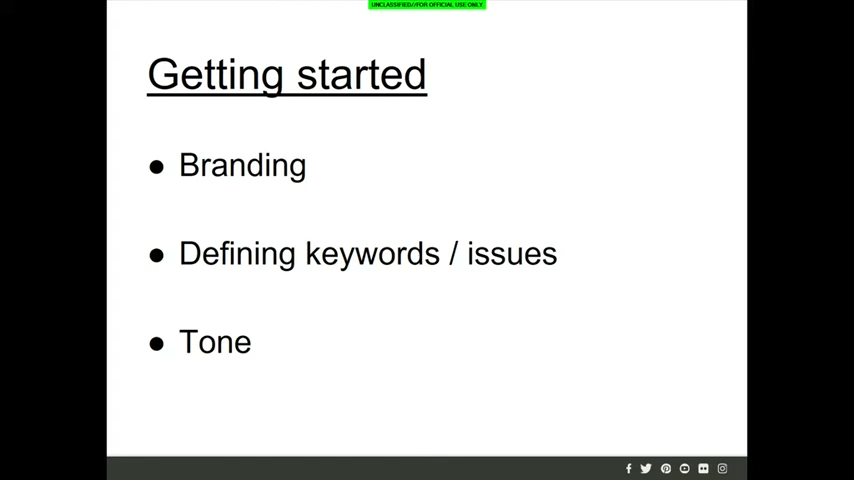 UNCLASSIFIED//FOR OFFICIAL USE ONLY
Getting started
● Branding
● Defining keywords / issues
● Tone